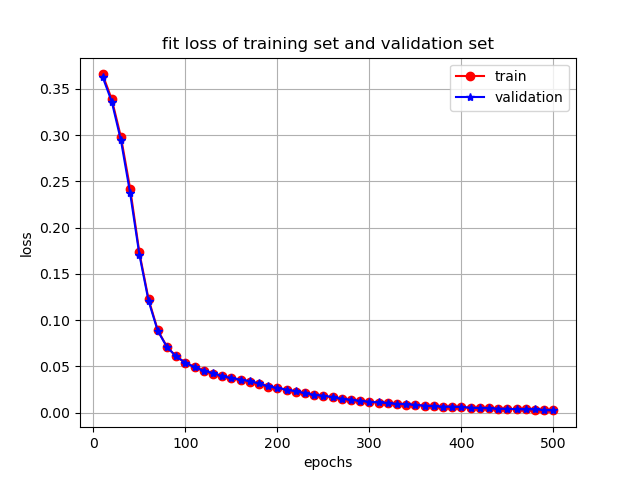 fit loss of training set and validation set
train
validation
0.35
0.30
0.25
0.20
0.15
0.10
0.05
0.00
loss
0 100 200 300 400 500
epochs